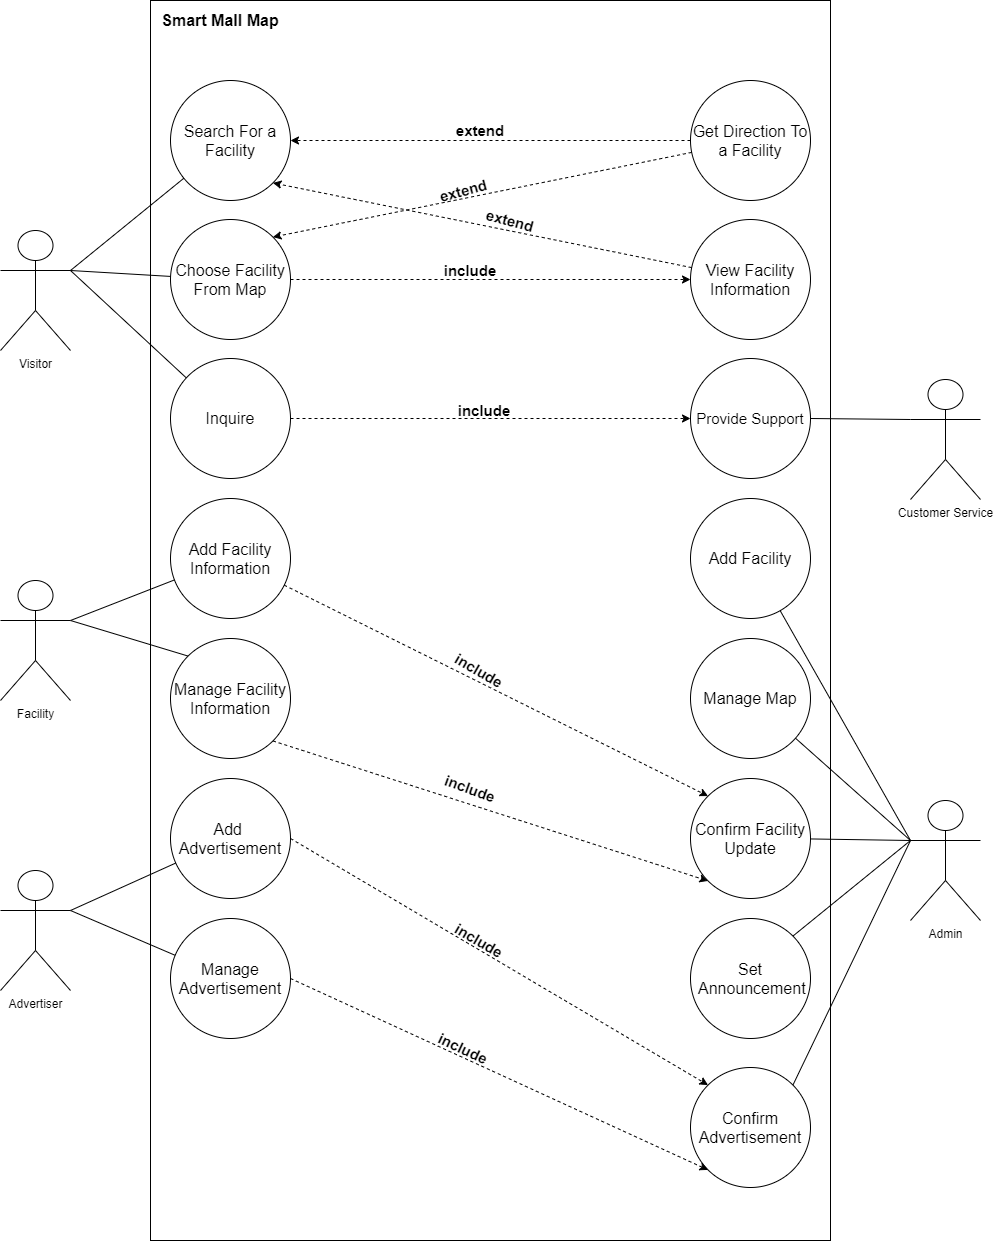 Smart Mall Map
Search For a
Facility
extend
Get Direction To
a Facility
extend
extend
Choose Facility
From Map
include
View Facility
Information
Visitor
Inquire
include
Provide Support
Customer Service
Add Facility
Information
Add Facility
include
Facility
Manage Facility
Information
Manage Map
include
Add
Advertisement
Confirm Facility
Update
include
Advertiser
Admin
Manage
Advertisement
Set
Announcement
include
Confirm
Advertisement